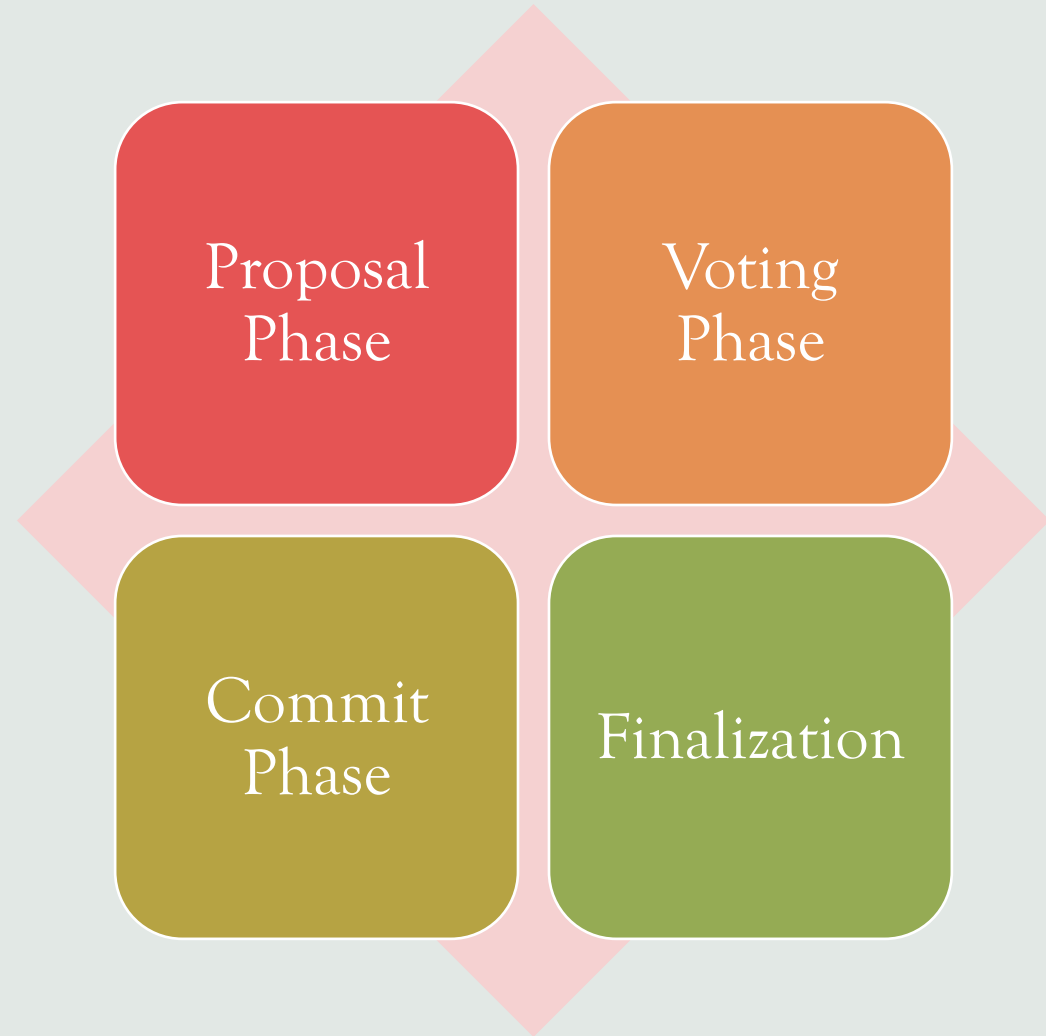 Proposal
Phase
Voting
Phase
Commit
Phase
Finalization